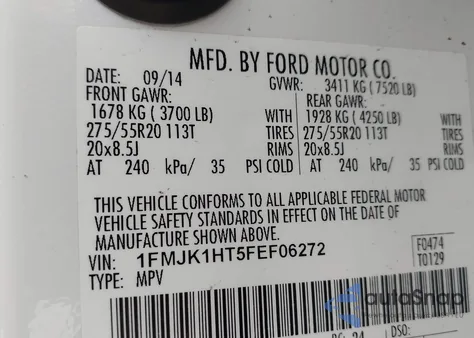 MFD. BY FORD MOTOR CO.
DATE: 09/14 GVWR: 3411 KG ( 7520 LB)
FRONT GAWR: REAR GAWR:
1678 KG ( 3700 LB) WITH 1928 KG ( 4250 LB) WITH
275/55R20 113T TIRES 275/55R20 113T TIRES
20x8.5J RIMS 20x8.5J RIMS
AT 240 kPa/ 35 PSI COLD AT 240 kPa/ 35 PSI COLD
THIS VEHICLE CONFORMS TO ALL APPLICABLE FEDERAL MOTOR
VEHICLE SAFETY STANDARDS IN EFFECT ON THE DATE OF
MANUFACTURE SHOWN ABOVE.
VIN: 1FMJK1HT5FEF06272 F0474
TYPE: MPV T0129
autoSnap
DSO: